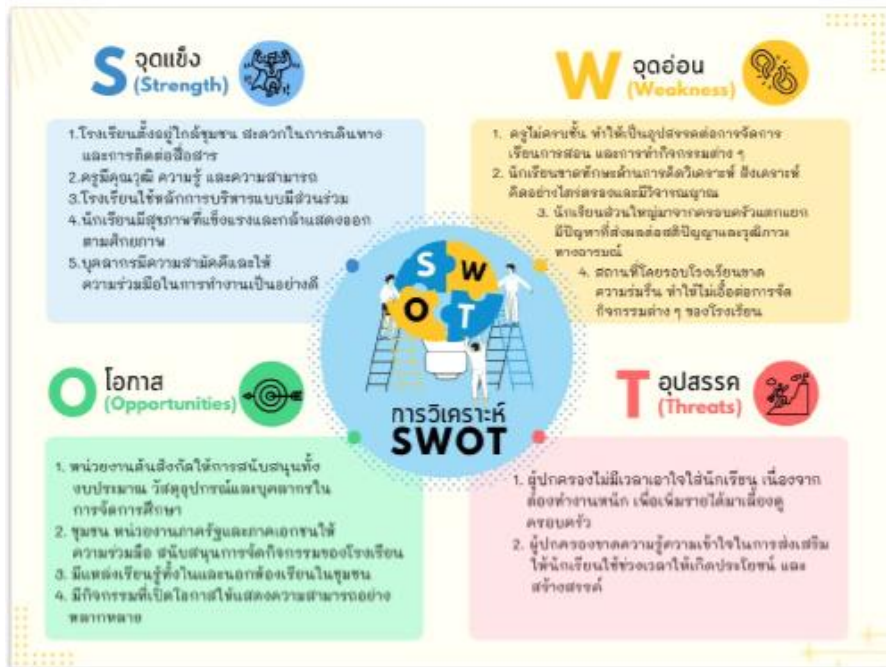 S จุดแข็ง
(Strength)
1.โรงเรียนตั้งอยู่ใกล้ชุมชน สะดวกในการเดินทาง
และการติดต่อสื่อสาร
2.ครูมีคุณวุฒิ ความรู้ และความสามารถ
3.โรงเรียนใช้หลักการบริหารแบบมีส่วนร่วม
4.นักเรียนมีสุขภาพที่แข็งแรงและกล้าแสดงออก
ตามศักยภาพ
5.บุคลากรมีความสามัคคีและให้
ความร่วมมือในการทำงานเป็นอย่างดี
W จุดอ่อน
(Weakness)
1. ครูไม่ครบชั้น ทำให้เป็นอุปสรรคต่อการจัดการ
เรียนการสอน และการทำกิจกรรมต่าง ๆ
2. นักเรียนขาดทักษะด้านการคิดวิเคราะห์ สังเคราะห์
คิดอย่างไตร่ตรองและมีวิจารณญาณ
3. นักเรียนส่วนใหญ่มาจากครอบครัวแตกแยก
มีปัญหาที่ส่งผลต่อสติปัญญาและวุฒิภาวะ
ทางอารมณ์
4. สถานที่โดยรอบโรงเรียนขาด
ความร่มรื่น ทำให้ไม่เอื้อต่อการจัด
กิจกรรมต่าง ๆ ของโรงเรียน
S W
O T
การวิเคราะห์
SWOT
O โอกาส
(Opportunities)
1. หน่วยงานต้นสังกัดให้การสนับสนุนทั้ง
งบประมาณ วัสดุอุปกรณ์และบุคลากรใน
การจัดการศึกษา
2. ชุมชน หน่วยงานภาครัฐและภาคเอกชนให้
ความร่วมมือ สนับสนุนการจัดกิจกรรมของโรงเรียน
3. มีแหล่งเรียนรู้ทั้งในและนอกห้องเรียนในชุมชน
4. มีกิจกรรมที่เปิดโอกาสให้แสดงความสามารถอย่าง
หลากหลาย
T อุปสรรค
(Threats)
1. ผู้ปกครองไม่มีเวลาเอาใจใส่นักเรียน เนื่องจาก
ต้องทำงานหนัก เพื่อเพิ่มรายได้มาเลี้ยงดู
ครอบครัว
2. ผู้ปกครองขาดความรู้ความเข้าใจในการส่งเสริม
ให้นักเรียนใช้ช่วงเวลาให้เกิดประโยชน์ และ
สร้างสรรค์